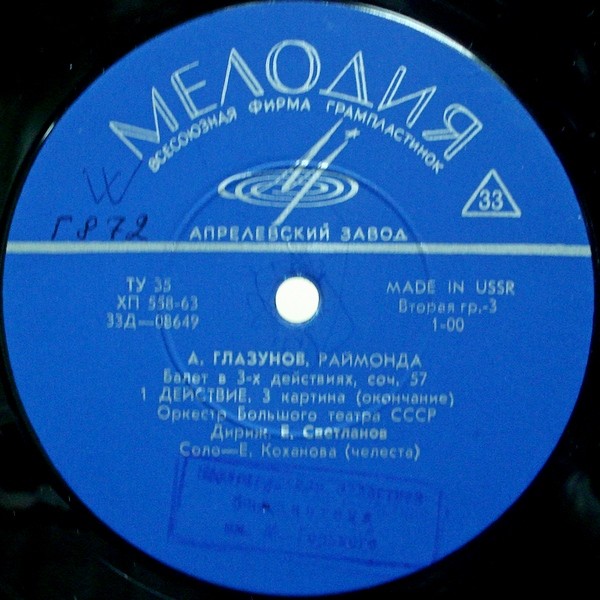 МЕЛОДИЯ
ВСЕСОЮЗНАЯ ФИРМА ГРАМПЛАСТИНОК
33
Г872
АПРЕЛЕВСКИЙ ЗАВОД
ТУ 35
ХП 558-63
33Д—08649
MADE IN USSR
Вторая гр.-3
1-00
А. ГЛАЗУНОВ, РАЙМОНДА
Балет в 3-х действиях, соч. 57
1 ДЕЙСТВИЕ, 3 картина (окончание)
Оркестр Большого театра СССР
Дириж. Е. Светланов
Соло—Е. Коханова (челеста)
им. Горького